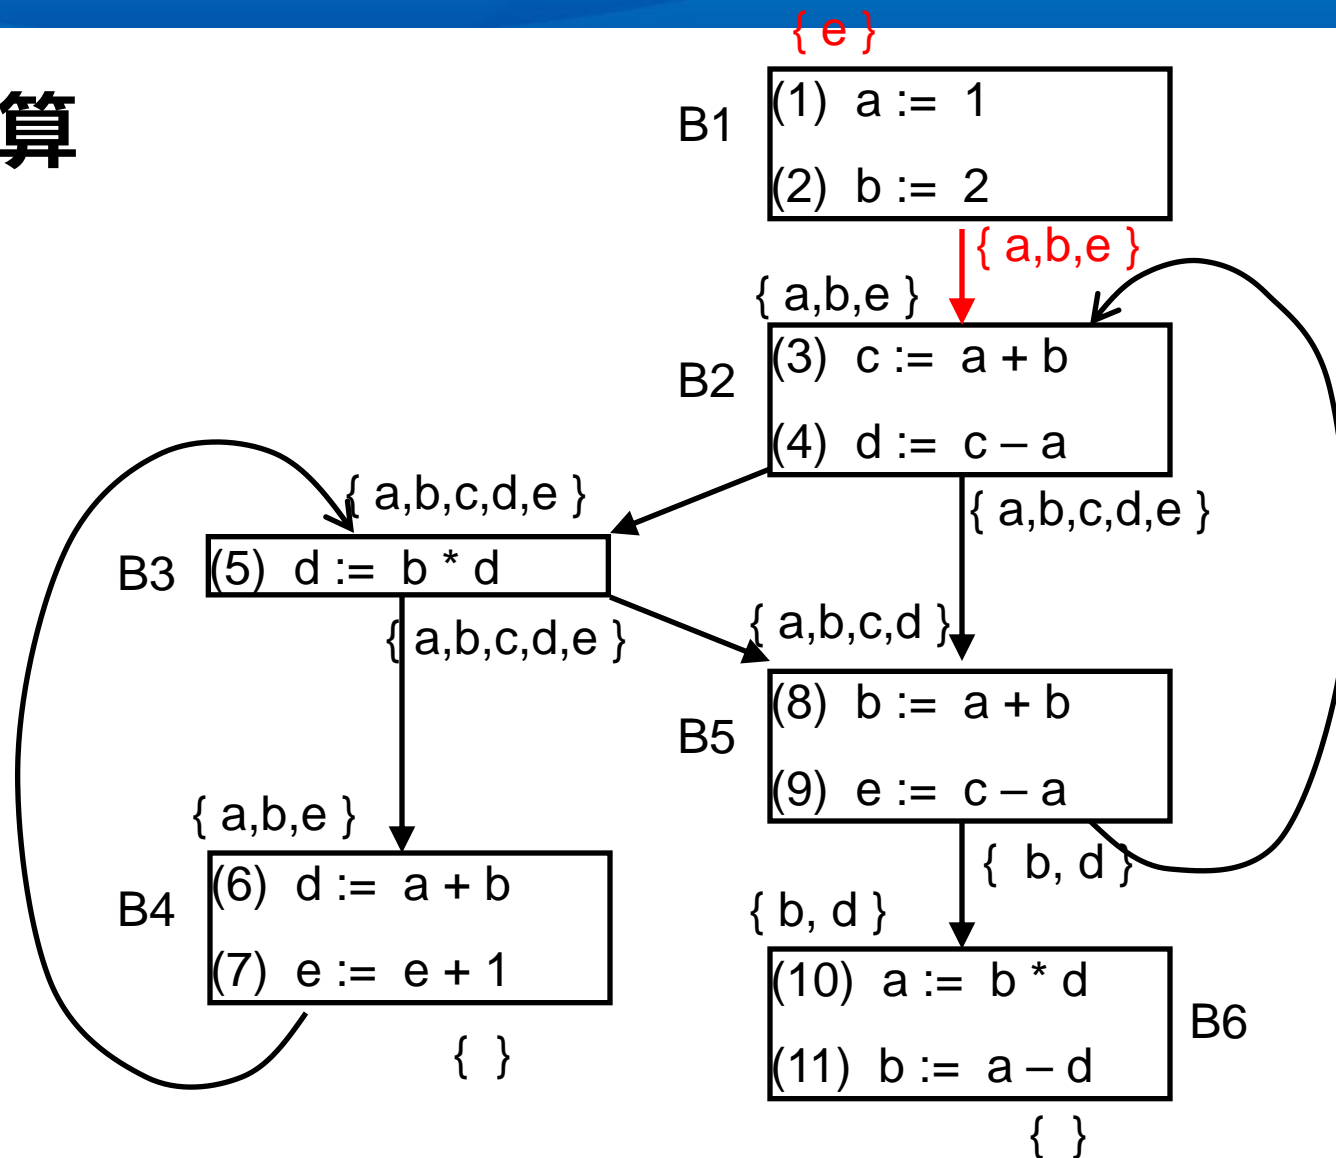 { e }
算
B1
(1) a := 1
(2) b := 2
{ a,b,e }
{ a,b,e }
B2
(3) c := a + b
(4) d := c – a
{ a,b,c,d,e }
{ a,b,c,d,e }
B3
(5) d := b * d
{ a,b,c,d,e }
{ a,b,c,d }
B5
(8) b := a + b
(9) e := c – a
{ a,b,e }
B4
(6) d := a + b
(7) e := e + 1
{ }
{ b, d }
{ b, d }
(10) a := b * d
(11) b := a – d
B6
{ }